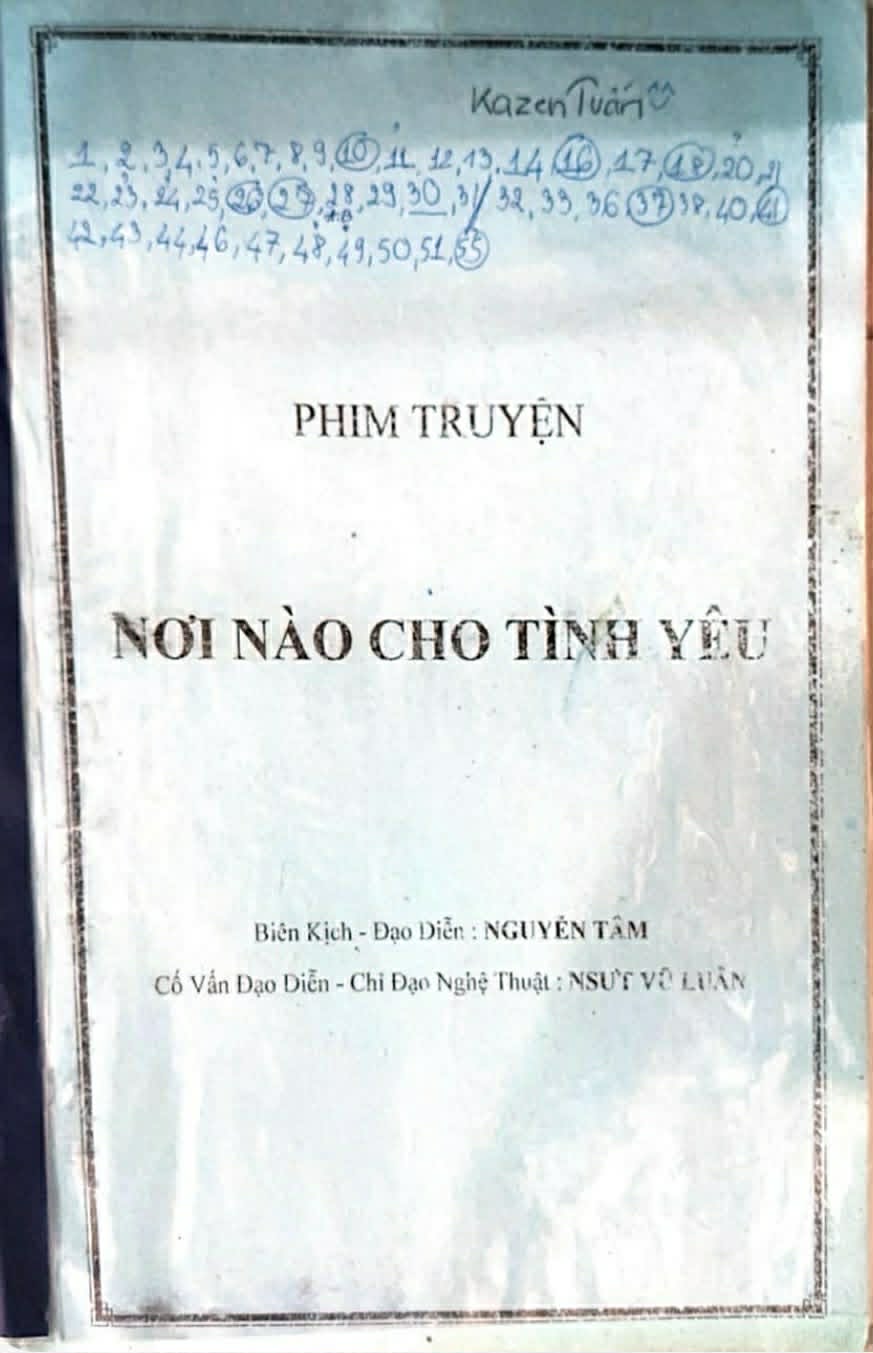 Kazen Tuấn
1, 2, 3, 4, 5, 6, 7, 8, 9, 10, 11, 12, 13, 14, 16, 17, 18, 20, 21
22, 23, 24, 25, 26, 27, 28, 29, 30, 31/ 32, 33, 36 37 38, 40, 41
42, 43, 44, 46, 47, 48, 49, 50, 51, 55
PHIM TRUYỆN
NƠI NÀO CHO TÌNH YÊU
Biên Kịch - Đạo Diễn : NGUYÊN TÂM
Cố Vấn Đạo Diễn - Chỉ Đạo Nghệ Thuật : NSƯT VŨ LUÂN